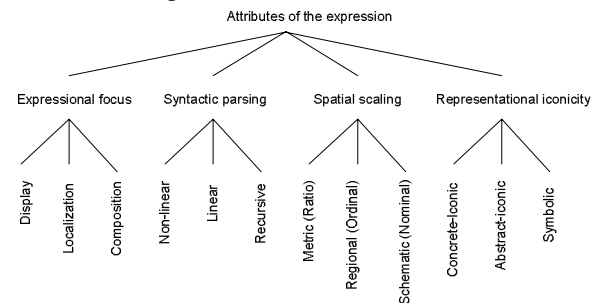 Attributes of the expression
Expressional focus
Syntactic parsing
Spatial scaling
Representational iconicity
Display
Localization
Composition
Non-linear
Linear
Recursive
Metric (Ratio)
Regional (Ordinal)
Schematic (Nominal)
Concrete-Iconic
Abstract-iconic
Symbolic